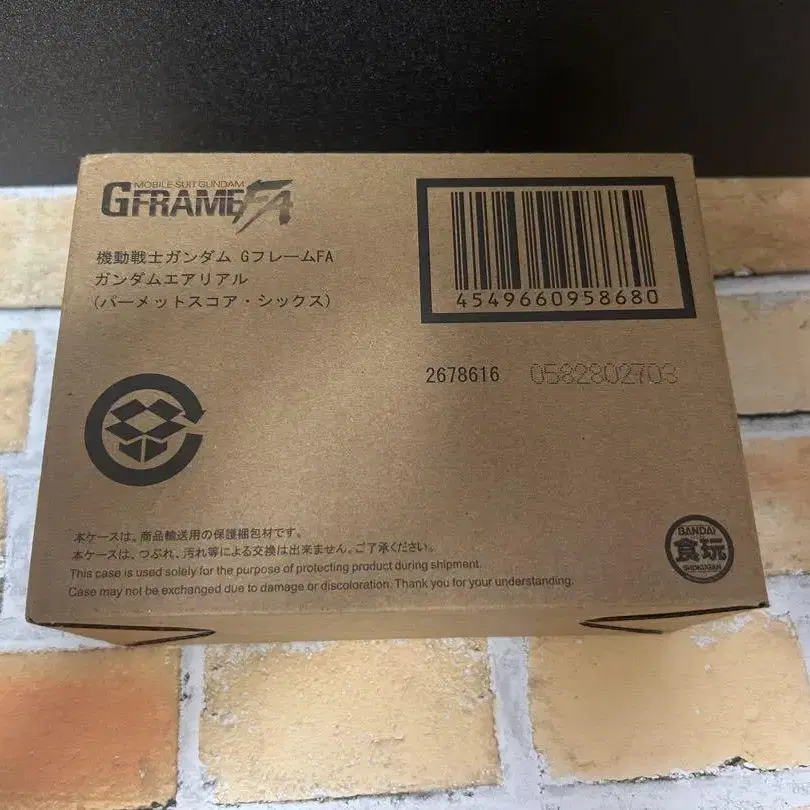 MOBILE SUIT GUNDAM
GFRAMEFA
機動戦士ガンダム GフレームFA
ガンダムエアリアル
(パーメットスコア・シックス)
4549660958680
2678616 0582802703
本ケースは、商品輸送用の保護梱包材です。
本ケースは、つぶれ、汚れ等による交換は出来ません。ご了承ください。
This case is used solely for the purpose of protecting product during shipment.
Case may not be exchanged due to damage or discoloration. Thank you for your understanding.
BANDAI
食玩
SHOKUGAN